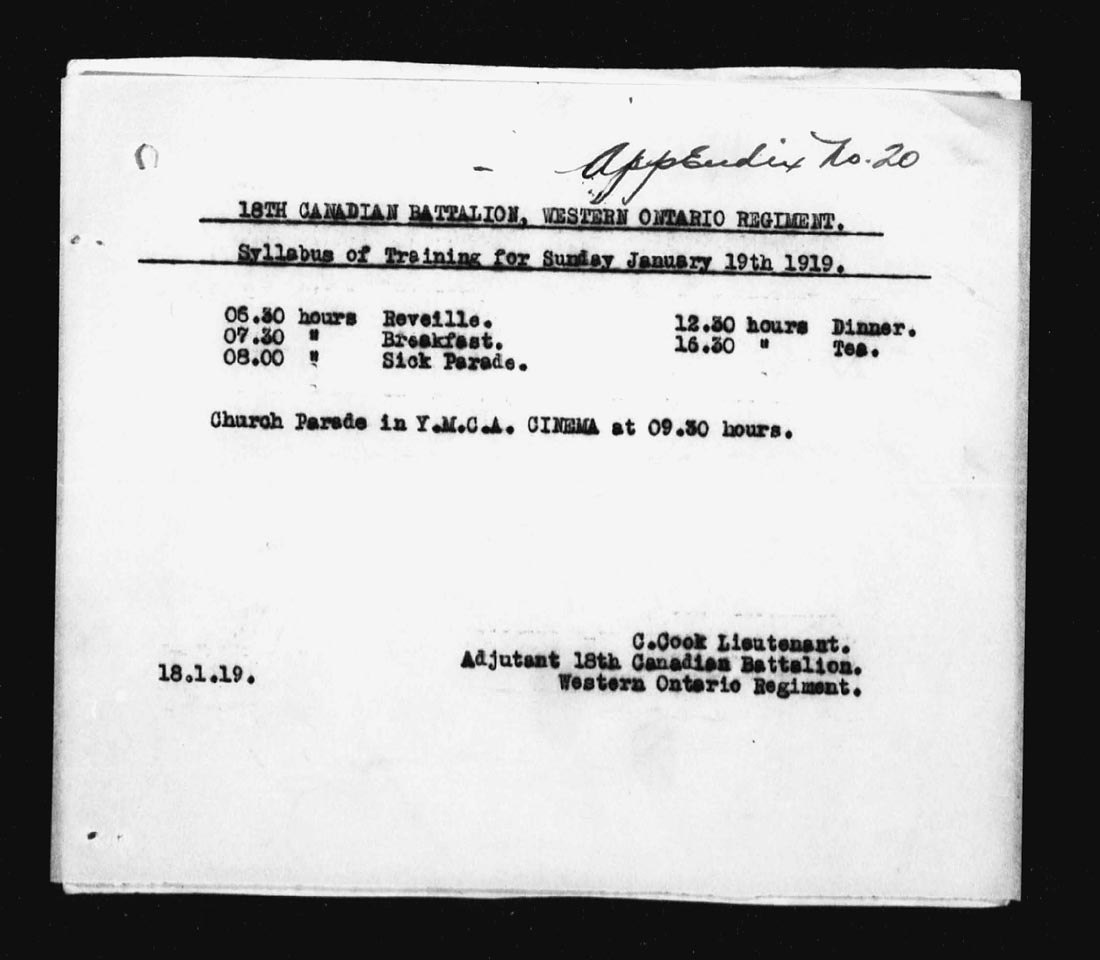 Appendix No. 20
18TH CANADIAN BATTALION, WESTERN ONTARIO REGIMENT.
Syllabus of Training for Sunday January 19th 1919.
06.30 hours Reveille. 12.30 hours Dinner.
07.30 " Breakfast. 16.30 " Tea.
08.00 " Sick Parade.
Church Parade in Y.M.C.A. CINEMA at 09.30 hours.
C.Cook Lieutenant.
18.1.19. Adjutant 18th Canadian Battalion.
Western Ontario Regiment.